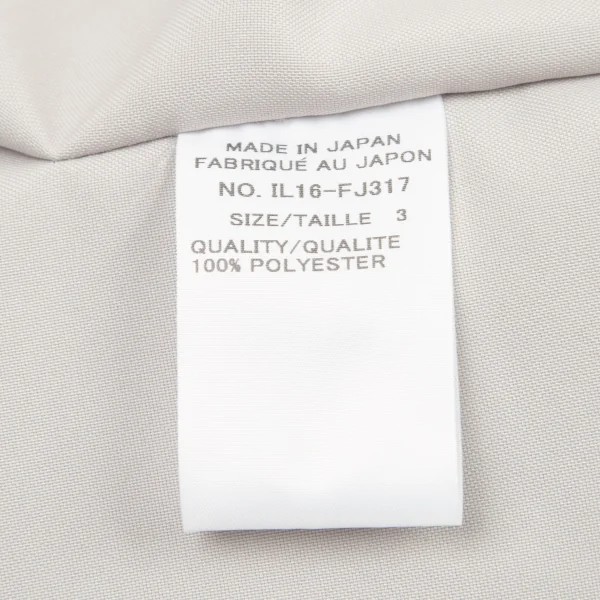 MADE IN JAPAN
FABRIQUÉ AU JAPON
NO. IL16-FJ317
SIZE/TAILLE 3
QUALITY/QUALITE
100% POLYESTER